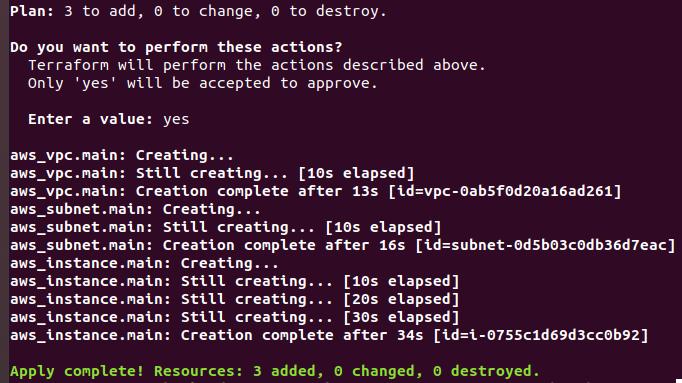 Plan: 3 to add, 0 to change, 0 to destroy.
Do you want to perform these actions?
Terraform will perform the actions described above.
Only 'yes' will be accepted to approve.
Enter a value: yes
aws_vpc.main: Creating...
aws_vpc.main: Still creating... [10s elapsed]
aws_vpc.main: Creation complete after 13s [id=vpc-0ab5f0d20a16ad261]
aws_subnet.main: Creating...
aws_subnet.main: Still creating... [10s elapsed]
aws_subnet.main: Creation complete after 16s [id=subnet-0d5b03c0db36d7eac]
aws_instance.main: Creating...
aws_instance.main: Still creating... [10s elapsed]
aws_instance.main: Still creating... [20s elapsed]
aws_instance.main: Still creating... [30s elapsed]
aws_instance.main: Creation complete after 34s [id=i-0755c1d69d3cc0b92]
Apply complete! Resources: 3 added, 0 changed, 0 destroyed.